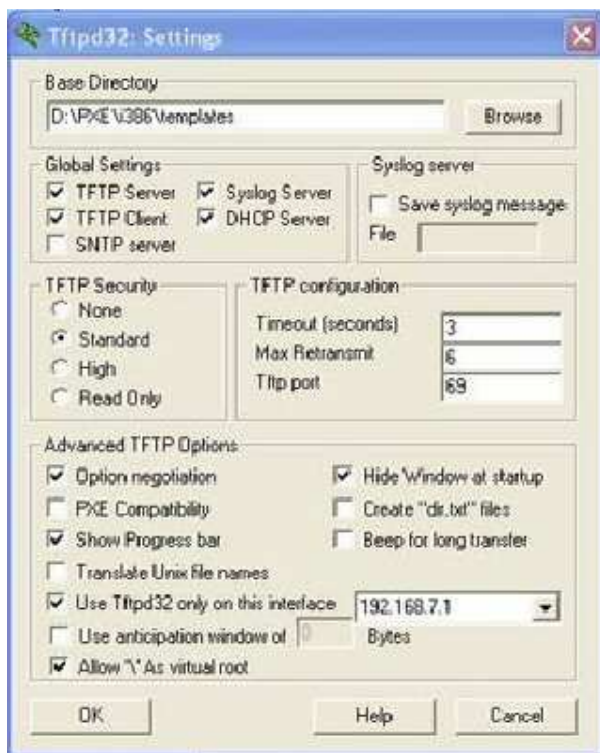 Tftpd32: Settings
Base Directory
D:\PXE\i386\templates
Browse
Global Settings
TFTP Server
Syslog Server
TFTP Client
DHCP Server
SNTP server
Syslog server
Save syslog message
File
TFTP Security
None
Standard
High
Read Only
TFTP configuration
Timeout (seconds)
3
Max Retransmit
6
Tftp port
69
Advanced TFTP Options
Option negotiation
Hide Window at startup
PXE Compatibility
Create "dir.txt" files
Show Progress bar
Beep for long transfer
Translate Unix file names
Use Tftpd32 only on this interface
192.168.7.1
Use anticipation window of
0
Bytes
Allow '\' As virtual root
OK
Help
Cancel